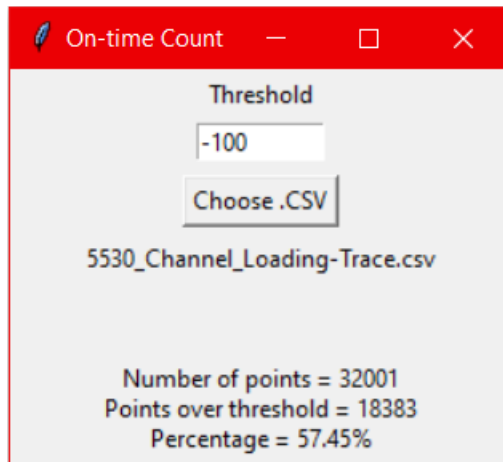 On-time Count
Threshold
-100
Choose .CSV
5530_Channel_Loading-Trace.csv
Number of points = 32001
Points over threshold = 18383
Percentage = 57.45%